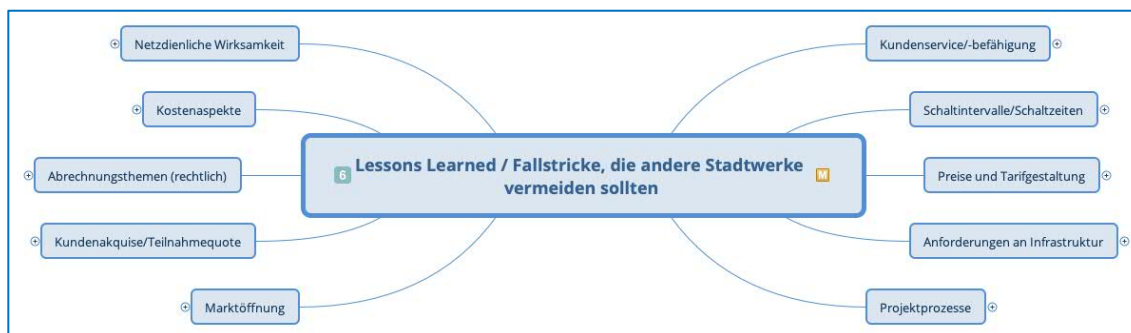 Netzdienliche Wirksamkeit
Kostenaspekte
Abrechnungsthemen (rechtlich)
Kundenakquise/Teilnahmequote
Marktöffnung
6 Lessons Learned / Fallstricke, die andere Stadtwerke M
vermeiden sollten
Kundenservice/-befähigung
Schaltintervalle/Schaltzeiten
Preise und Tarifgestaltung
Anforderungen an Infrastruktur
Projektprozesse